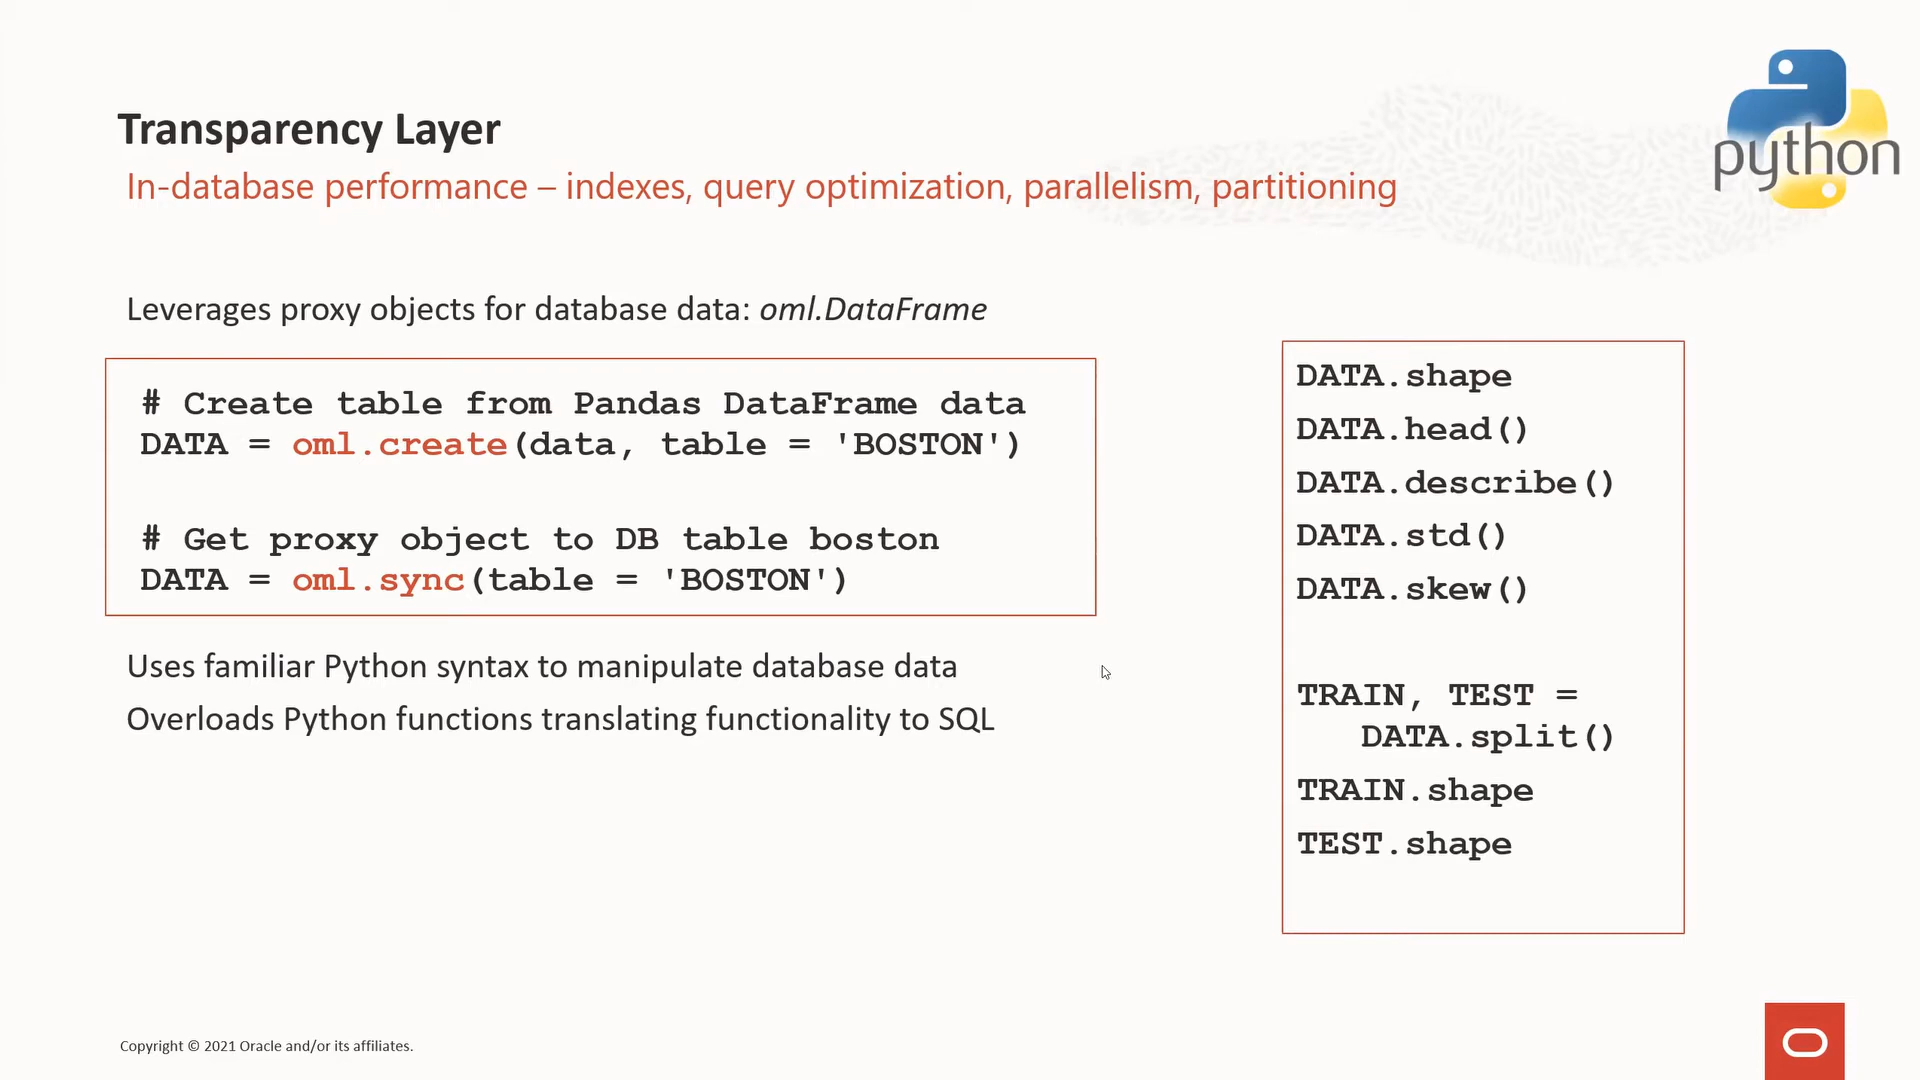 Transparency Layer
In-database performance – indexes, query optimization, parallelism, partitioning
python
Leverages proxy objects for database data: oml.DataFrame
# Create table from Pandas DataFrame data
DATA = oml.create(data, table = 'BOSTON')
# Get proxy object to DB table boston
DATA = oml.sync(table = 'BOSTON')
Uses familiar Python syntax to manipulate database data
Overloads Python functions translating functionality to SQL
DATA.shape
DATA.head()
DATA.describe()
DATA.std()
DATA.skew()
TRAIN, TEST =
DATA.split()
TRAIN.shape
TEST.shape
Copyright © 2021 Oracle and/or its affiliates.